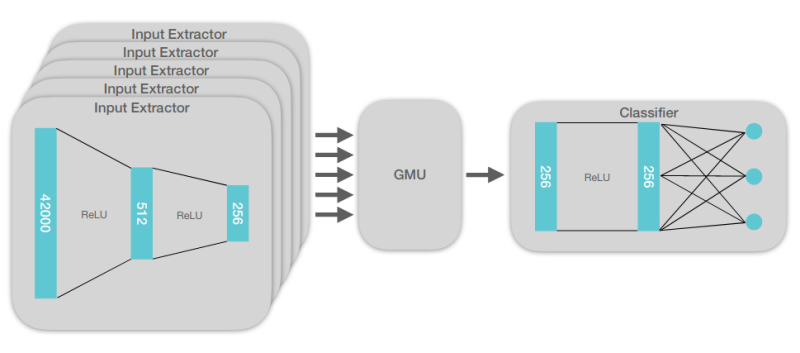 Input Extractor
Input Extractor
Input Extractor
Input Extractor
Input Extractor
42000
ReLU
512
ReLU
256
GMU
Classifier
256
ReLU
256